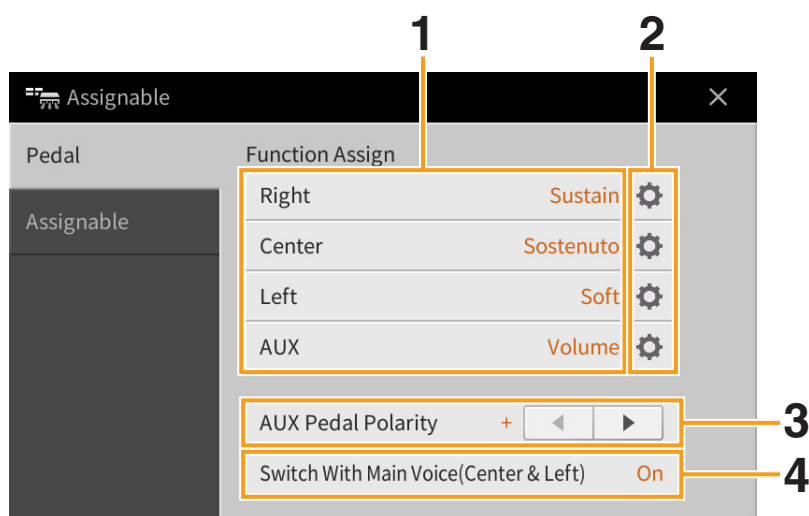 1 2
Assignable ×
Pedal
Assignable
Function Assign
Right Sustain
Center Sostenuto
Left Soft
AUX Volume
AUX Pedal Polarity + 3
Switch With Main Voice(Center & Left) On 4